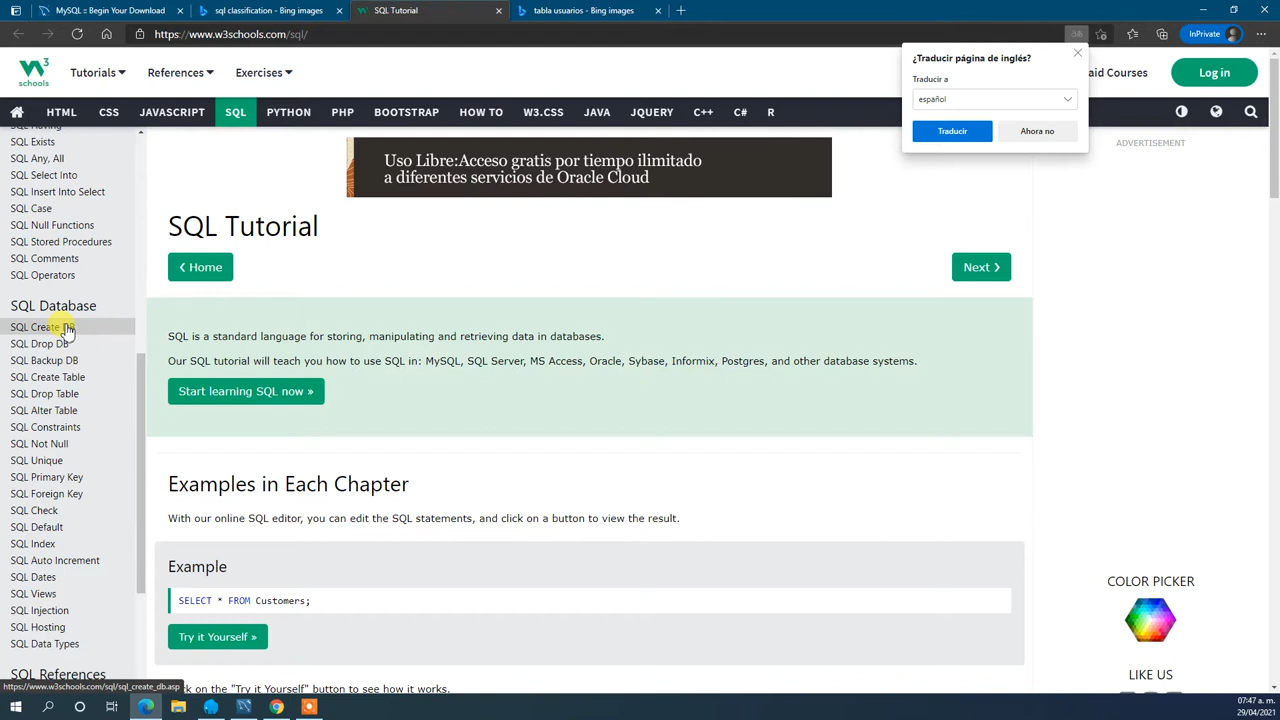 MySQL :: Begin Your Download
sql classification - Bing images
SQL Tutorial
tabla usuarios - Bing images
https://www.w3schools.com/sql/
InPrivate
schools
Tutorials
References
Exercises
aid Courses
Log in
¿Traducir página de inglés?
Traducir a
español
Traducir
Ahora no
HTML
CSS
JAVASCRIPT
SQL
PYTHON
PHP
BOOTSTRAP
HOW TO
W3.CSS
JAVA
JQUERY
C++
C#
R
SQL Having
SQL Exists
SQL Any, All
SQL Select Into
SQL Insert Into Select
SQL Case
SQL Null Functions
SQL Stored Procedures
SQL Comments
SQL Operators
SQL Database
SQL Create DB
SQL Drop DB
SQL Backup DB
SQL Create Table
SQL Drop Table
SQL Alter Table
SQL Constraints
SQL Not Null
SQL Unique
SQL Primary Key
SQL Foreign Key
SQL Check
SQL Default
SQL Index
SQL Auto Increment
SQL Dates
SQL Views
SQL Injection
SQL Hosting
SQL Data Types
SQL References
https://www.w3schools.com/sql/sql_create_db.asp
Uso Libre:Acceso gratis por tiempo ilimitado
a diferentes servicios de Oracle Cloud
SQL Tutorial
❮ Home
Next ❯
SQL is a standard language for storing, manipulating and retrieving data in databases.
Our SQL tutorial will teach you how to use SQL in: MySQL, SQL Server, MS Access, Oracle, Sybase, Informix, Postgres, and other database systems.
Start learning SQL now »
Examples in Each Chapter
With our online SQL editor, you can edit the SQL statements, and click on a button to view the result.
Example
SELECT * FROM Customers;
Try it Yourself »
ck on the "Try it Yourself" button to see how it works.
ADVERTISEMENT
COLOR PICKER
LIKE US
07:47 a. m.
29/04/2021